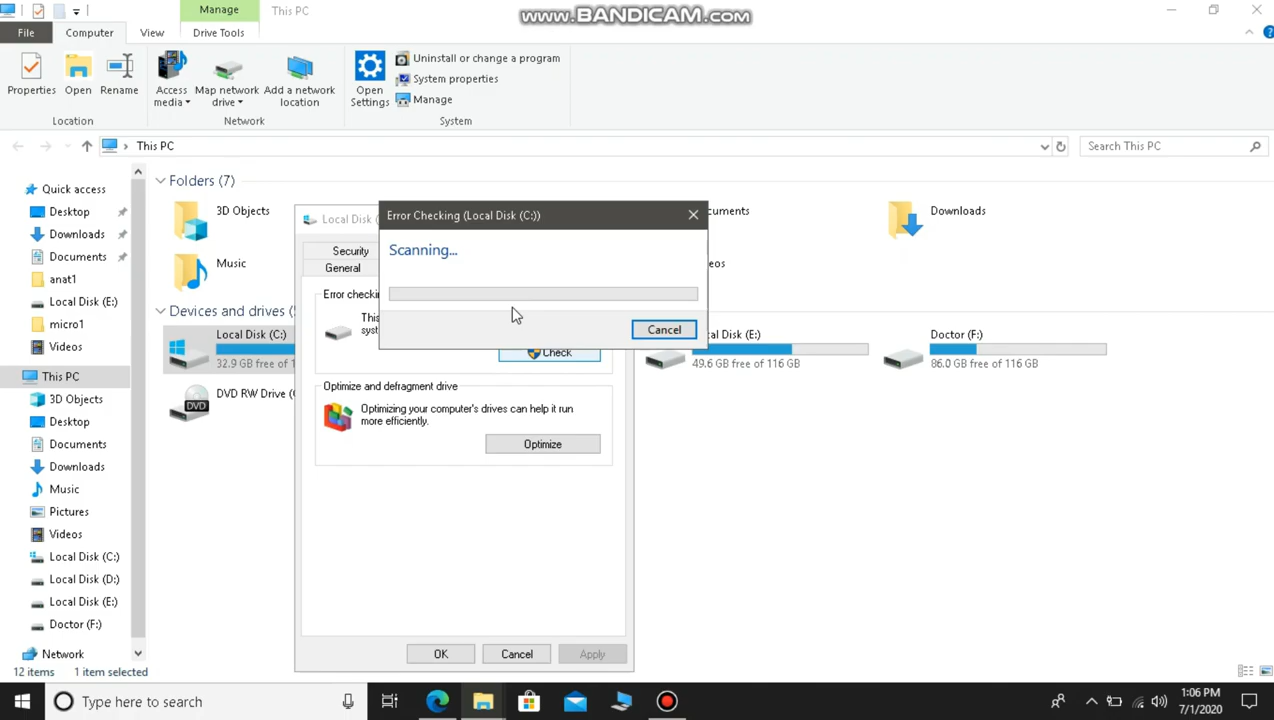 www.BANDICAM.com
Manage
This PC
File
Computer
View
Drive Tools
Properties
Open
Rename
Access media
Map network drive
Add a network location
Open Settings
Uninstall or change a program
System properties
Manage
Location
Network
System
This PC
Search This PC
Quick access
Desktop
Downloads
Documents
anat1
Local Disk (E:)
micro1
Videos
This PC
3D Objects
Desktop
Documents
Downloads
Music
Pictures
Videos
Local Disk (C:)
Local Disk (D:)
Local Disk (E:)
Doctor (F:)
Network
Folders (7)
3D Objects
Downloads
Music
Devices and drives
Local Disk (C:)
32.9 GB free of 1
DVD RW Drive (
Disk (E:)
49.6 GB free of 116 GB
Doctor (F:)
86.0 GB free of 116 GB
Local Disk (
Security
General
Error checki
This
syst
Check
Optimize and defragment drive
Optimizing your computer's drives can help it run
more efficiently.
Optimize
OK
Cancel
Apply
Error Checking (Local Disk (C:))
Scanning...
Cancel
12 items
1 item selected
Type here to search
1:06 PM
7/1/2020